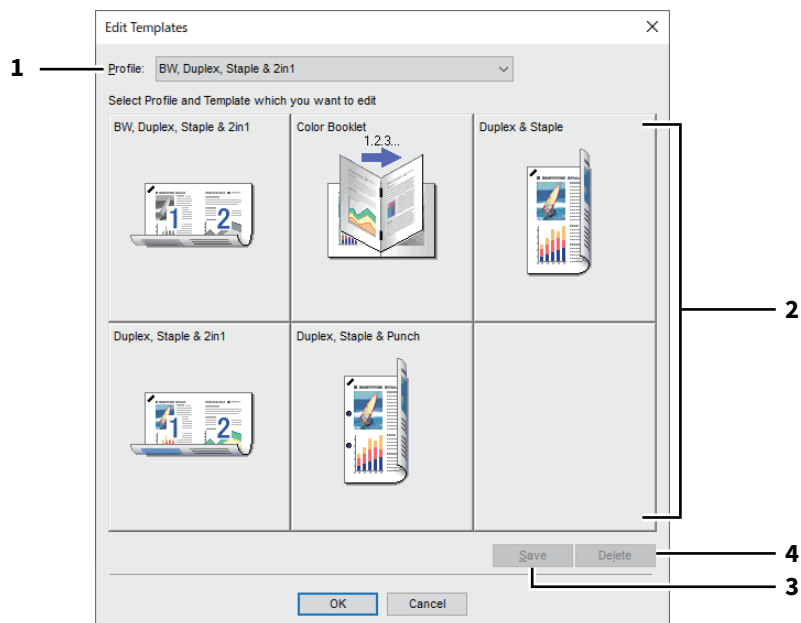 Edit Templates
1
Profile: BW, Duplex, Staple & 2in1
Select Profile and Template which you want to edit
BW, Duplex, Staple & 2in1
Color Booklet
Duplex & Staple
1.2.3...
1 2
2
Duplex, Staple & 2in1
Duplex, Staple & Punch
1 2
Save
Delete
4
3
OK
Cancel